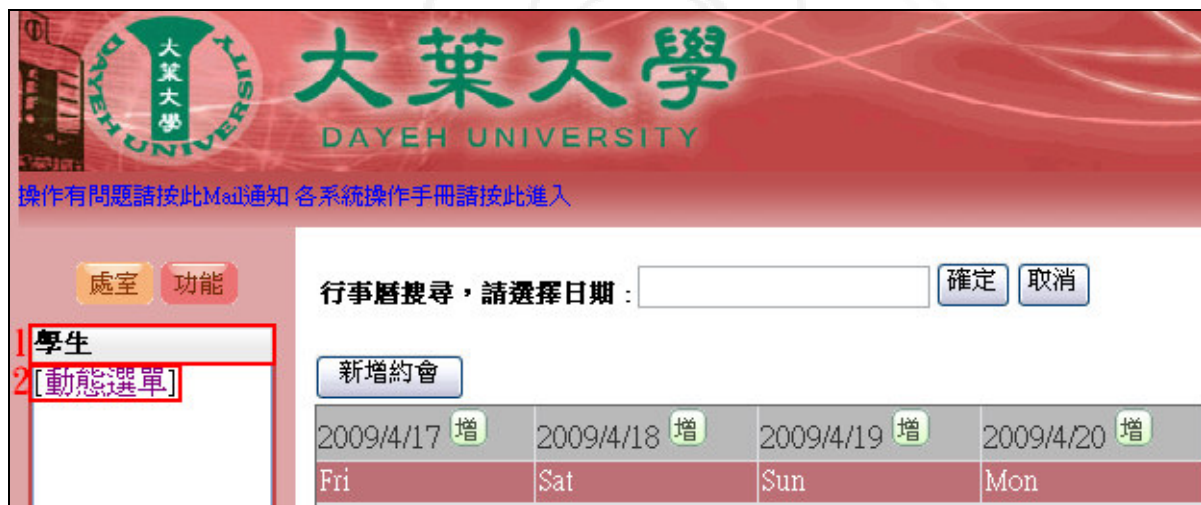 大葉大學
DAYEH UNIVERSITY
大葉大學
DAYEH UNIVERSITY
操作有問題請按此Mail通知 各系統操作手冊請按此進入
處室 功能
行事曆搜尋，請選擇日期： 確定 取消
1 學生
2 [動態選單]
新增約會
2009/4/17 增 2009/4/18 增 2009/4/19 增 2009/4/20 增
Fri Sat Sun Mon